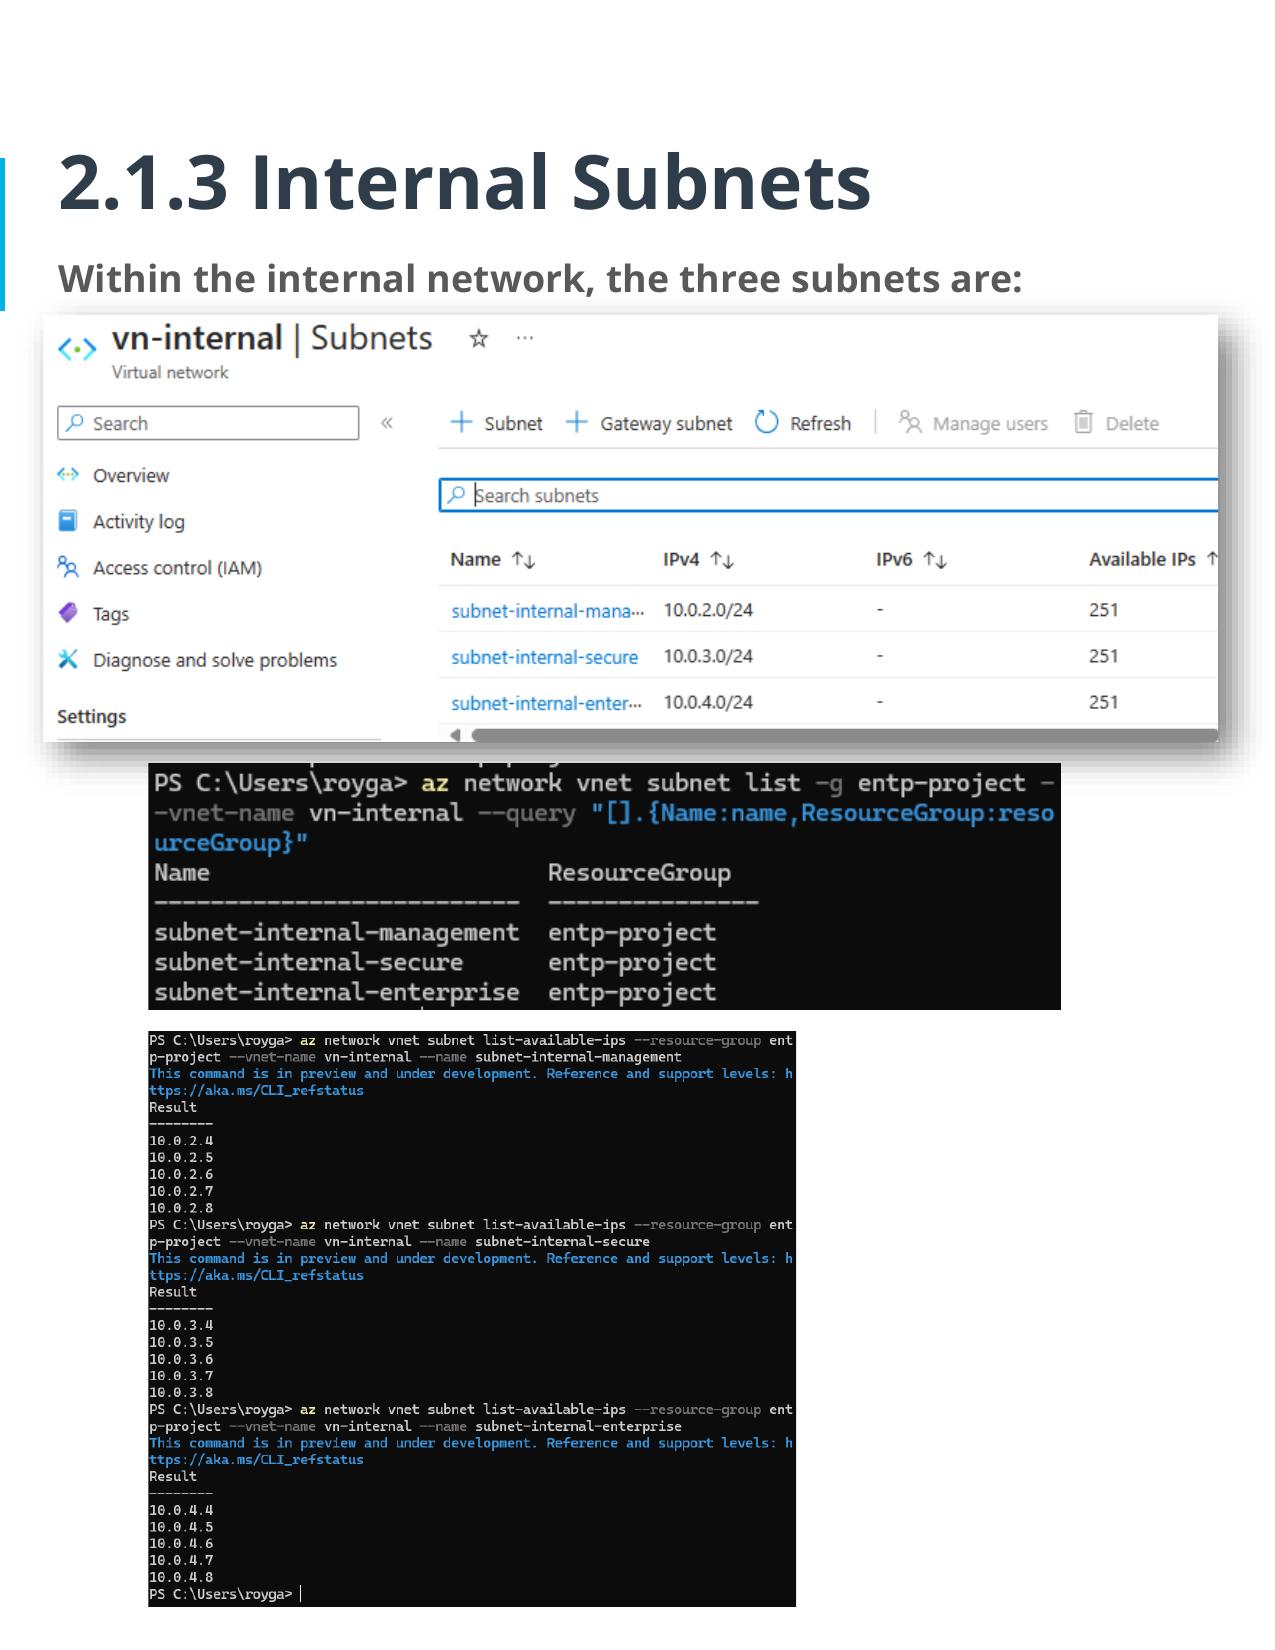 2.1.3 Internal Subnets
Within the internal network, the three subnets are:
vn-internal | Subnets ☆ ···
Virtual network
Search «
+ Subnet + Gateway subnet Refresh | Manage users Delete
Overview
Search subnets
Activity log
Name ↑↓ IPv4 ↑↓ IPv6 ↑↓ Available IPs ↑
Access control (IAM)
subnet-internal-mana··· 10.0.2.0/24 - 251
Tags
subnet-internal-secure 10.0.3.0/24 - 251
Diagnose and solve problems
subnet-internal-enter··· 10.0.4.0/24 - 251
Settings
PS C:\Users\royga> az network vnet subnet list -g entp-project -
-vnet-name vn-internal --query "[].{Name:name,ResourceGroup:reso
urceGroup}"
Name ResourceGroup
-------------------------- ---------------
subnet-internal-management entp-project
subnet-internal-secure entp-project
subnet-internal-enterprise entp-project
PS C:\Users\royga> az network vnet subnet list-available-ips --resource-group ent
p-project --vnet-name vn-internal --name subnet-internal-management
This command is in preview and under development. Reference and support levels: h
ttps://aka.ms/CLI_refstatus
Result
--------
10.0.2.4
10.0.2.5
10.0.2.6
10.0.2.7
10.0.2.8
PS C:\Users\royga> az network vnet subnet list-available-ips --resource-group ent
p-project --vnet-name vn-internal --name subnet-internal-secure
This command is in preview and under development. Reference and support levels: h
ttps://aka.ms/CLI_refstatus
Result
--------
10.0.3.4
10.0.3.5
10.0.3.6
10.0.3.7
10.0.3.8
PS C:\Users\royga> az network vnet subnet list-available-ips --resource-group ent
p-project --vnet-name vn-internal --name subnet-internal-enterprise
This command is in preview and under development. Reference and support levels: h
ttps://aka.ms/CLI_refstatus
Result
--------
10.0.4.4
10.0.4.5
10.0.4.6
10.0.4.7
10.0.4.8
PS C:\Users\royga>